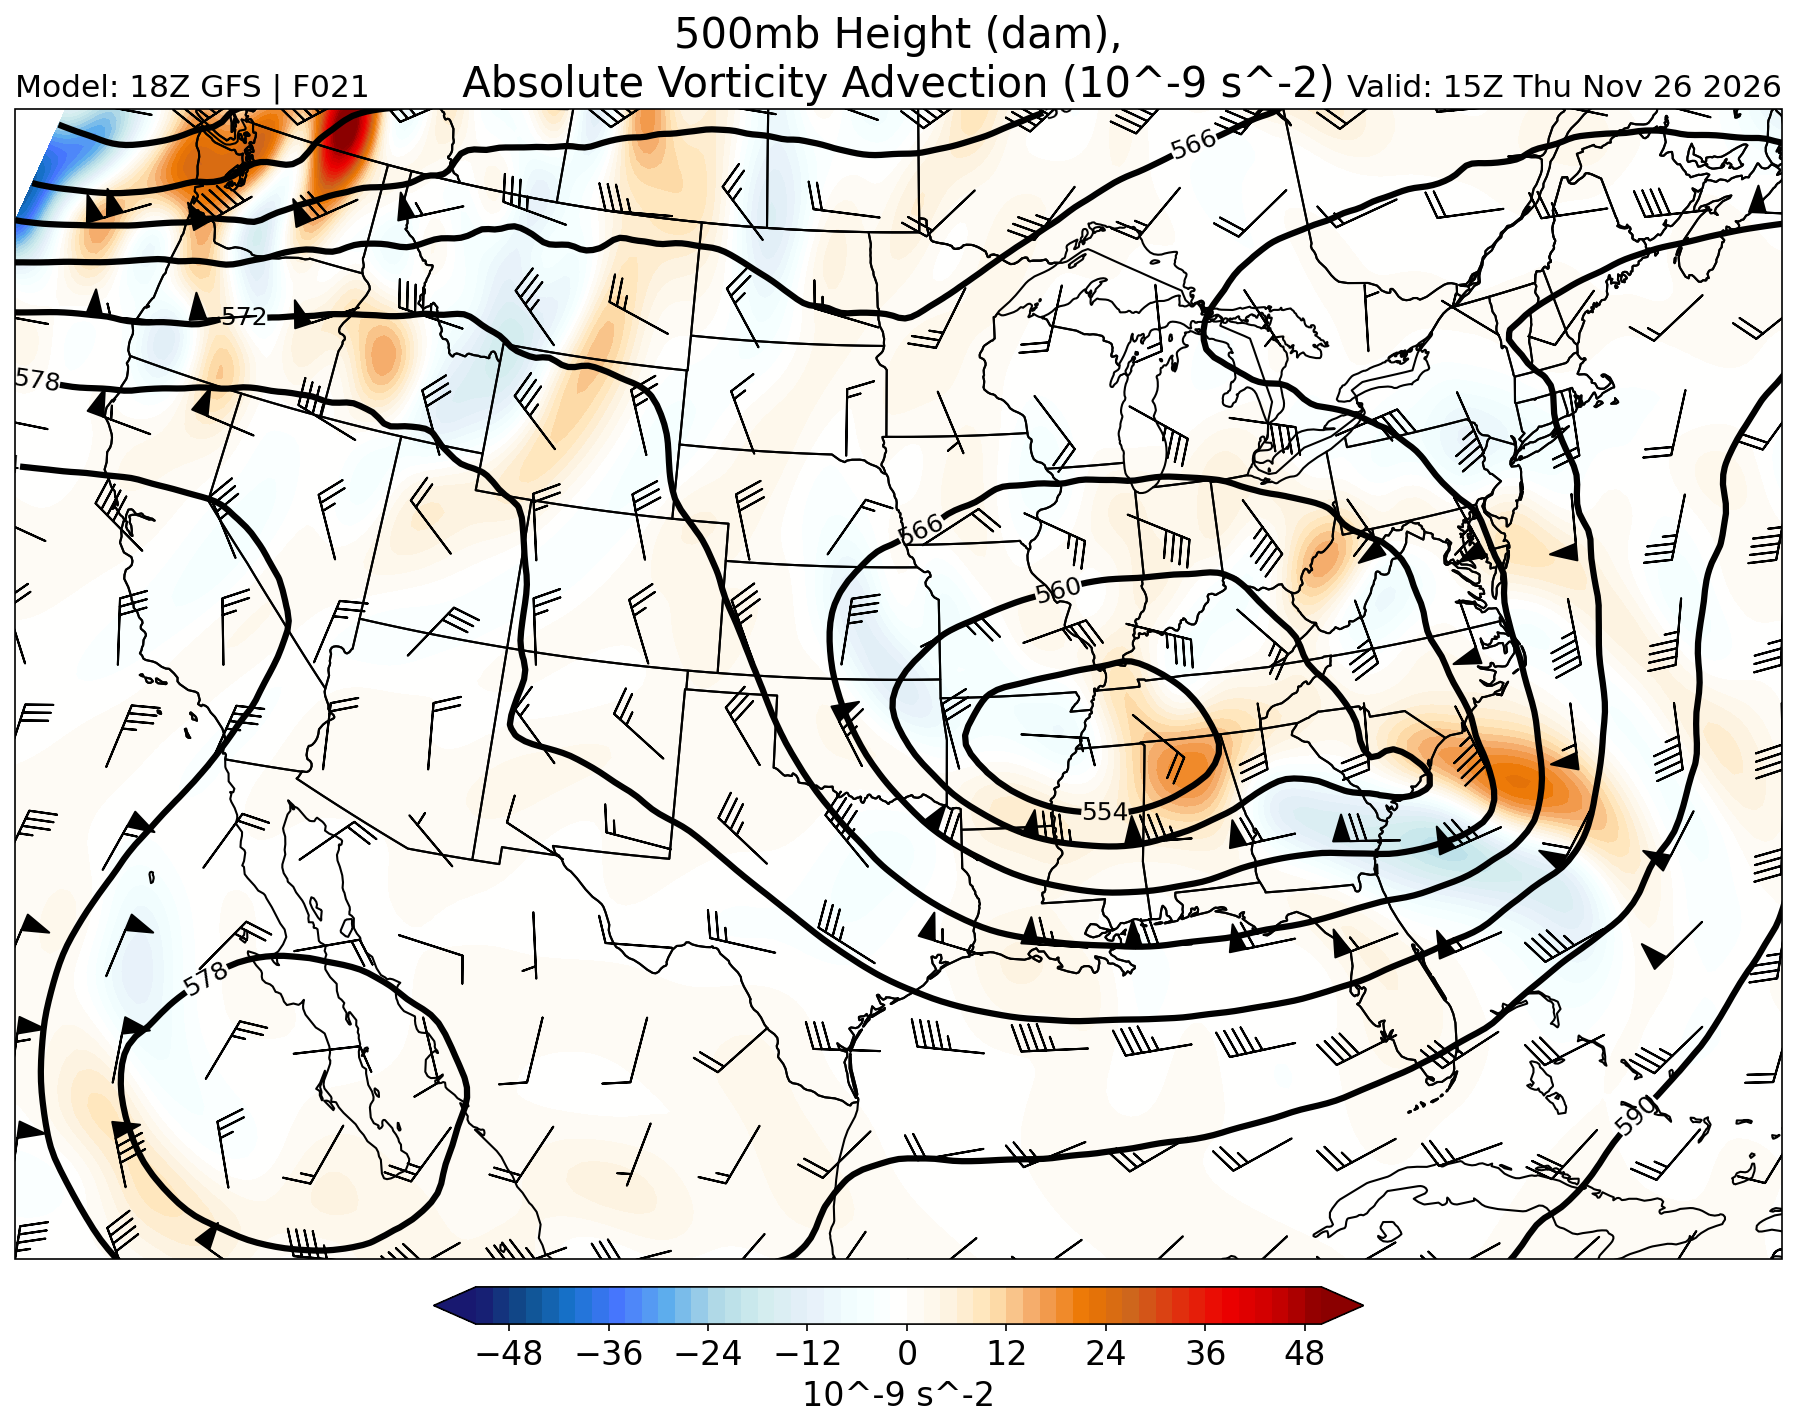 500mb Height (dam),
Model: 18Z GFS | F021
Absolute Vorticity Advection (10^-9 s^-2)
Valid: 15Z Thu Nov 26 2026
566
572
578
566
560
554
578
590
−48 −36 −24 −12 0 12 24 36 48
10^-9 s^-2